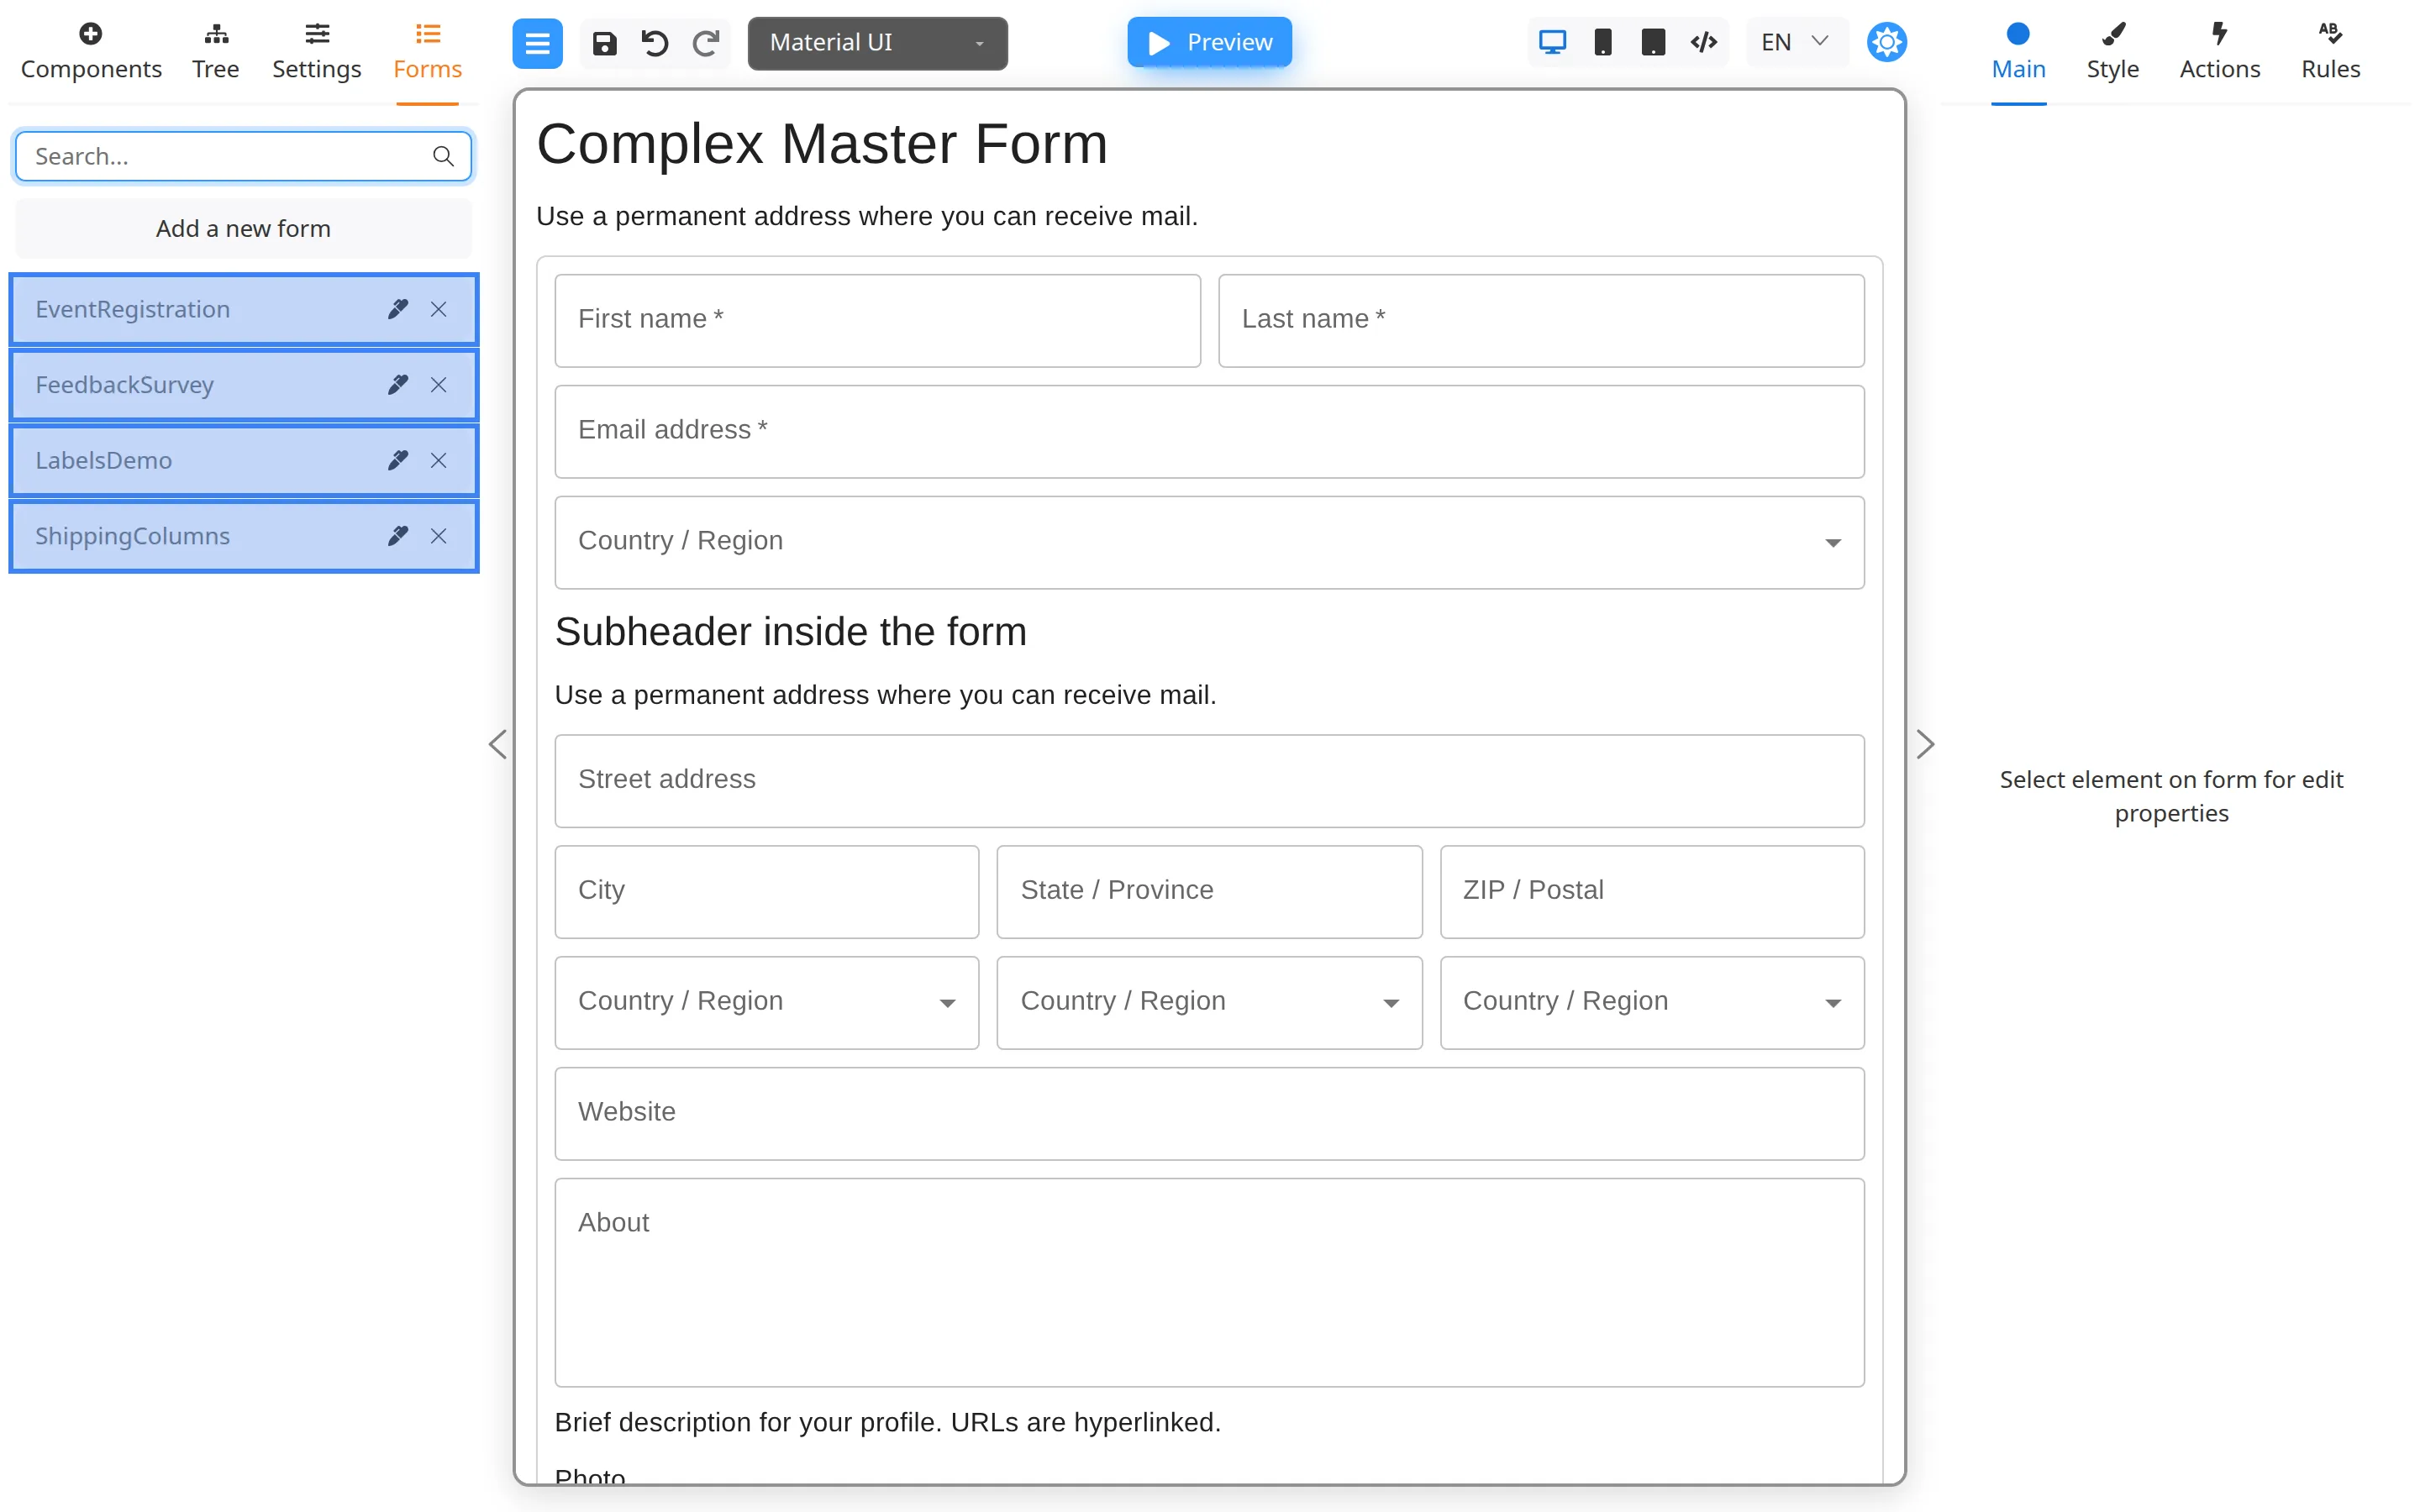 Components Tree Settings Forms
Material UI
Preview
EN
Main Style Actions Rules
Search...
Add a new form
EventRegistration
FeedbackSurvey
LabelsDemo
ShippingColumns
Complex Master Form
Use a permanent address where you can receive mail.
First name *
Last name *
Email address *
Country / Region
Subheader inside the form
Use a permanent address where you can receive mail.
Street address
City
State / Province
ZIP / Postal
Country / Region
Country / Region
Country / Region
Website
About
Brief description for your profile. URLs are hyperlinked.
Photo
Select element on form for edit
properties